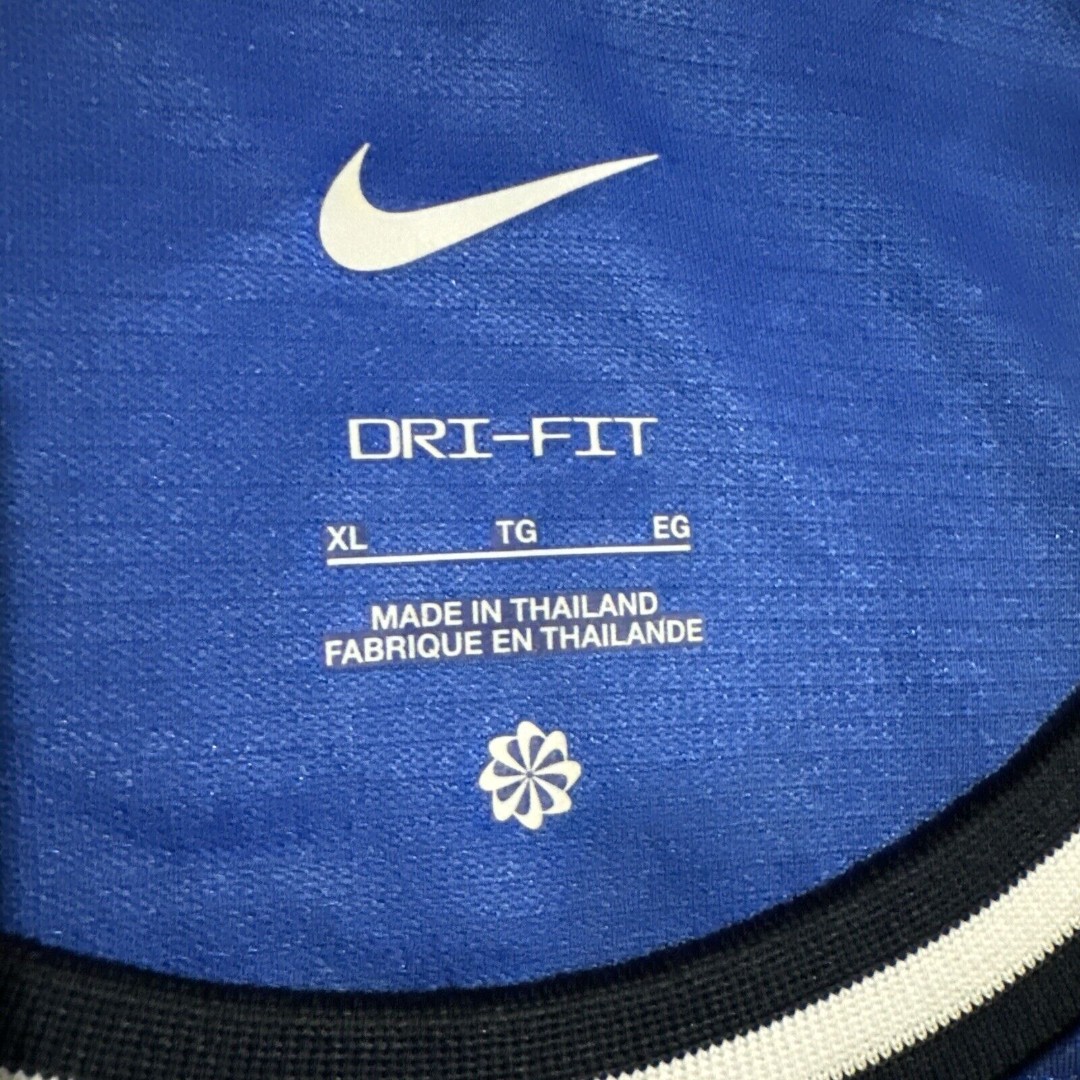 DRI-FIT
XL TG EG
MADE IN THAILAND
FABRIQUE EN THAILANDE